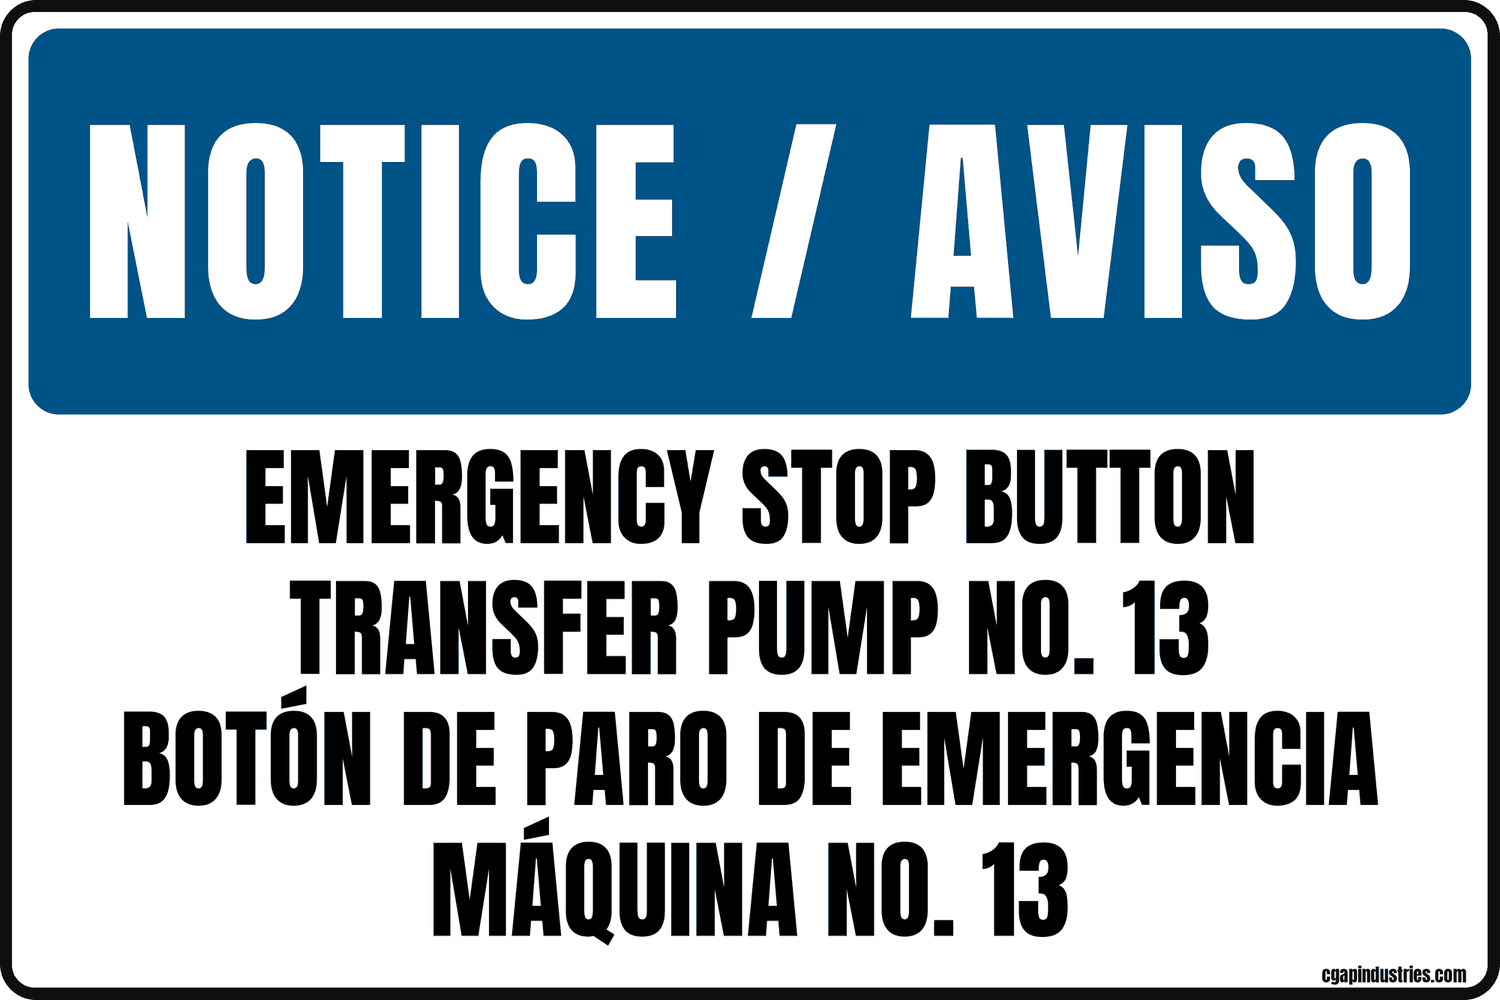 NOTICE / AVISO
EMERGENCY STOP BUTTON
TRANSFER PUMP NO. 13
BOTÓN DE PARO DE EMERGENCIA
MÁQUINA NO. 13
cgapindustries.com